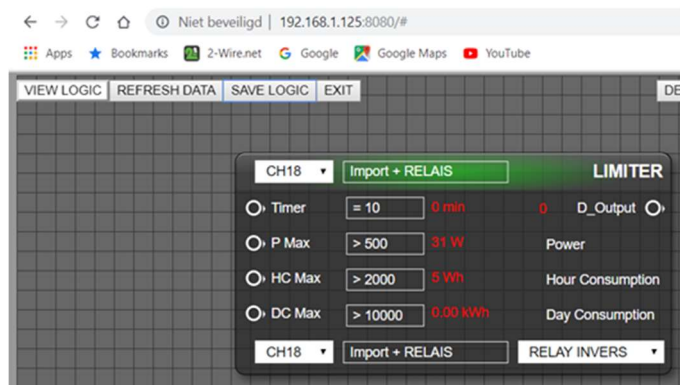 Niet beveiligd | 192.168.1.125:8080/#
Apps Bookmarks 2-Wire.net Google Google Maps YouTube
VIEW LOGIC REFRESH DATA SAVE LOGIC EXIT DE
CH18 Import + RELAIS LIMITER
Timer = 10 0 min 0 D_Output
P Max > 500 31 W Power
HC Max > 2000 5 Wh Hour Consumption
DC Max > 10000 0.00 kWh Day Consumption
CH18 Import + RELAIS RELAY INVERS